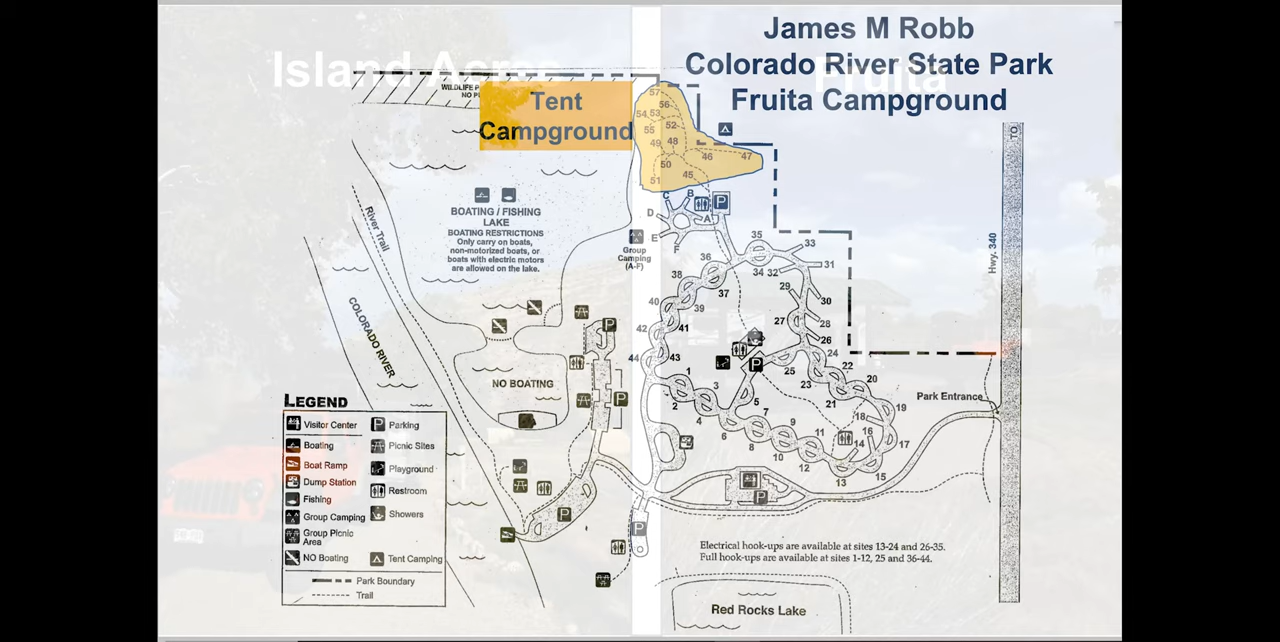 James M Robb
Colorado River State Park
Fruita Campground
Island Acres
Fruita
WILDLIFE
Tent
Campground
57
56
54
53
52
55
49
48
46
47
50
51
45
TO
BOATING / FISHING
LAKE
BOATING RESTRICTIONS
Only carry on boats,
non-motorized boats, or
boats with electric motors
are allowed on the lake.
River Trail
COLORADO RIVER
C
B
P
D
A
E
F
Group
Camping
(A-F)
Hwy. 340
35
33
36
34
32
31
38
37
29
30
40
39
28
42
41
27
26
P
44
43
24
P
25
22
NO BOATING
1
23
20
P
2
3
5
21
19
Park Entrance
4
7
18
6
9
11
16
17
8
14
10
12
13
15
P
P
P
LEGEND
Visitor Center
Boating
Boat Ramp
Dump Station
Fishing
Group Camping
Group Picnic
Area
NO Boating
P
Parking
Picnic Sites
Playground
Restroom
Showers
Tent Camping
Park Boundary
Trail
Electrical hook-ups are available at sites 13-24 and 26-35.
Full hook-ups are available at sites 1-12, 25 and 36-44.
Red Rocks Lake